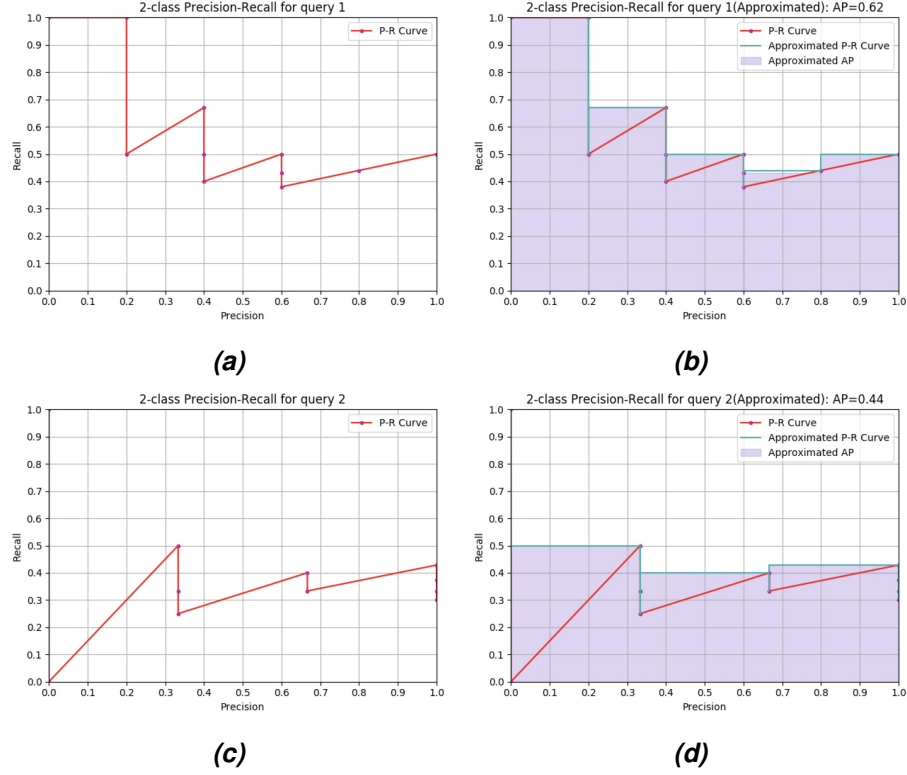 2-class Precision-Recall for query 1
P-R Curve
1.0
0.9
0.8
0.7
0.6
0.5
0.4
0.3
0.2
0.1
0.0
Recall
0.0 0.1 0.2 0.3 0.4 0.5 0.6 0.7 0.8 0.9 1.0
Precision
(a)
2-class Precision-Recall for query 1(Approximated): AP=0.62
P-R Curve
Approximated P-R Curve
Approximated AP
1.0
0.9
0.8
0.7
0.6
0.5
0.4
0.3
0.2
0.1
0.0
Recall
0.0 0.1 0.2 0.3 0.4 0.5 0.6 0.7 0.8 0.9 1.0
Precision
(b)
2-class Precision-Recall for query 2
P-R Curve
1.0
0.9
0.8
0.7
0.6
0.5
0.4
0.3
0.2
0.1
0.0
Recall
0.0 0.1 0.2 0.3 0.4 0.5 0.6 0.7 0.8 0.9 1.0
Precision
(c)
2-class Precision-Recall for query 2(Approximated): AP=0.44
P-R Curve
Approximated P-R Curve
Approximated AP
1.0
0.9
0.8
0.7
0.6
0.5
0.4
0.3
0.2
0.1
0.0
Recall
0.0 0.1 0.2 0.3 0.4 0.5 0.6 0.7 0.8 0.9 1.0
Precision
(d)